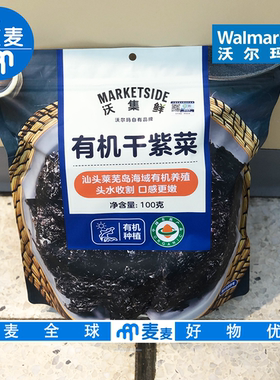 麦麦
Walmart
沃尔玛
MARKETSIDE
沃集鲜
沃尔玛自有品牌
有机干紫菜
汕头莱芜岛海域有机养殖
头水收割 口感更嫩
有机
种植
净含量：100克
麦 全 球 麦麦 好 物 优